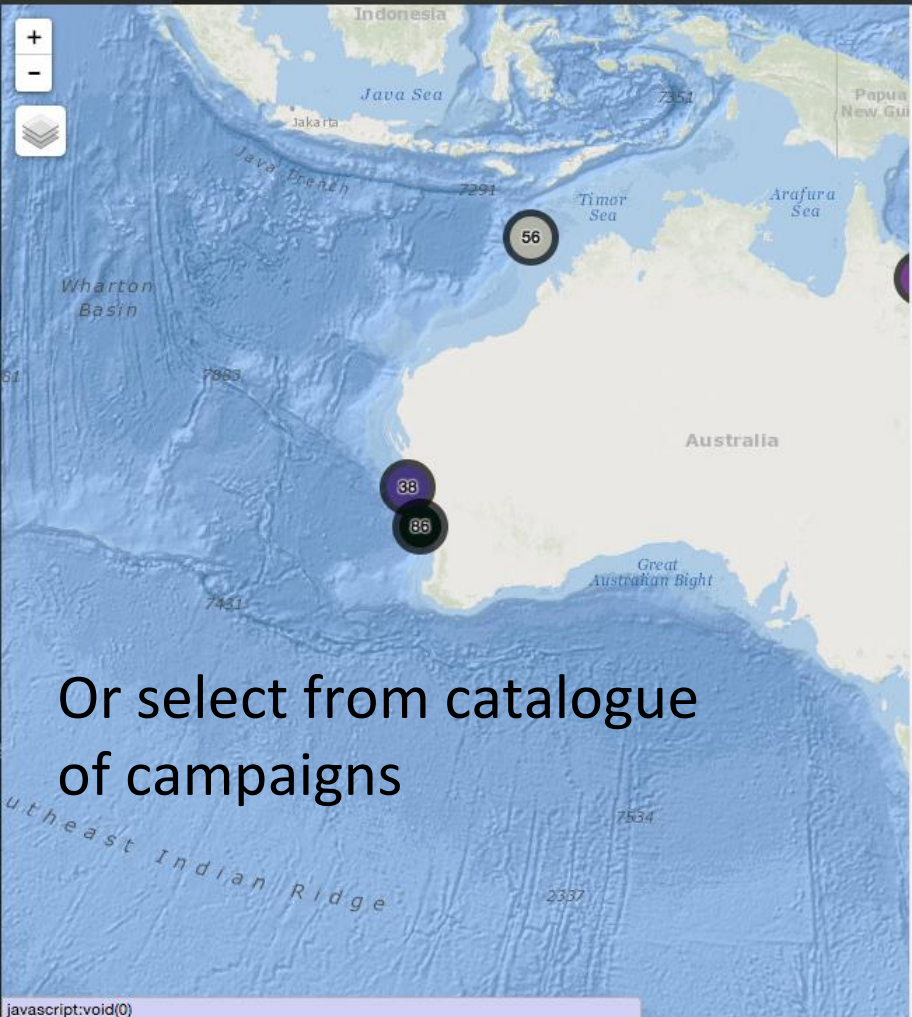 Indonesia
+
-
Java Sea
7351
Papua
New Gui
Jakarta
Java Trench
7291
Timor
Sea
Arafura
Sea
56
Wharton
Basin
61
7883
Australia
38
86
Great
Australian Bight
7431
Or select from catalogue
of campaigns
utheast Indian Ridge
7534
2337
javascript:void(0)